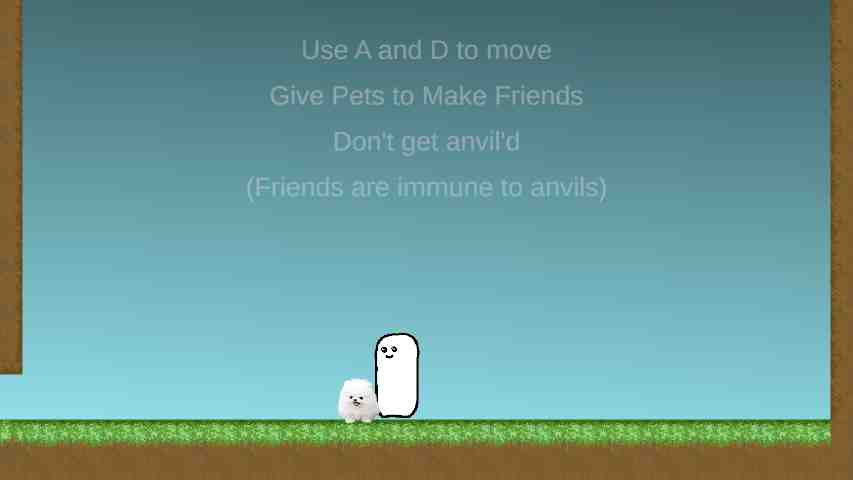 Use A and D to move
Give Pets to Make Friends
Don't get anvil'd
(Friends are immune to anvils)